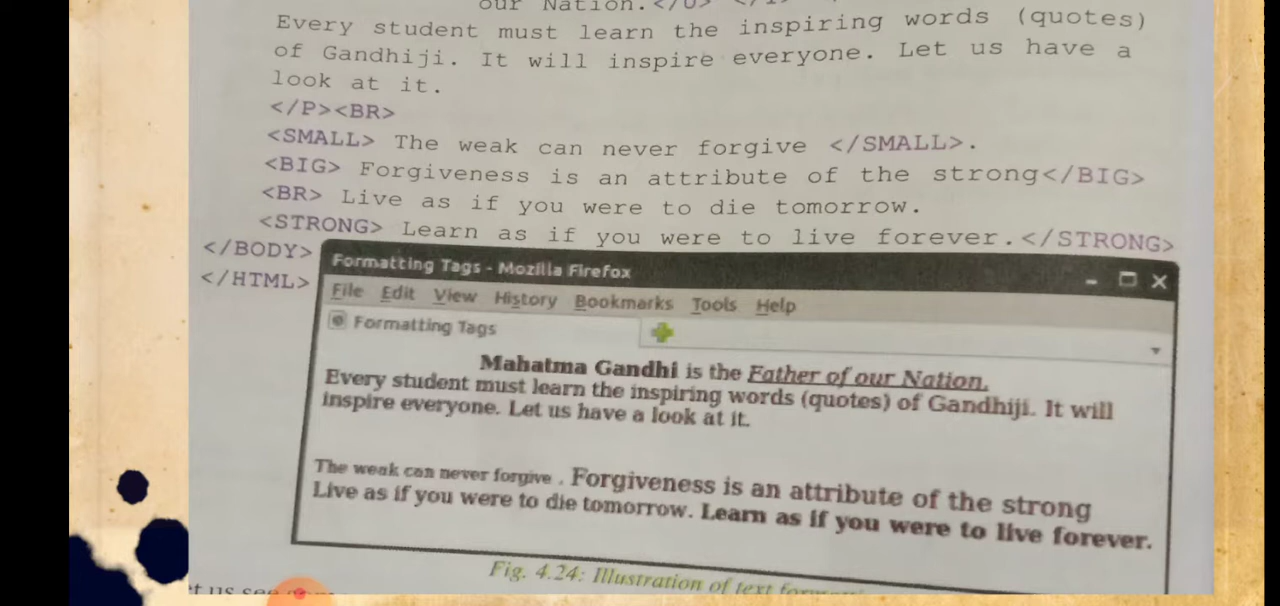 our Nation.</U> </I>
Every student must learn the inspiring words (quotes)
of Gandhiji. It will inspire everyone. Let us have a
look at it.
</P><BR>
<SMALL> The weak can never forgive </SMALL>.
<BIG> Forgiveness is an attribute of the strong</BIG>
<BR> Live as if you were to die tomorrow.
<STRONG> Learn as if you were to live forever.</STRONG>
</BODY>
</HTML>
Formatting Tags - Mozilla Firefox
File Edit View History Bookmarks Tools Help
Formatting Tags
Mahatma Gandhi is the Father of our Nation.
Every student must learn the inspiring words (quotes) of Gandhiji. It will
inspire everyone. Let us have a look at it.
The weak can never forgive . Forgiveness is an attribute of the strong
Live as if you were to die tomorrow. Learn as if you were to live forever.
Fig. 4.24: Illustration of text
us see